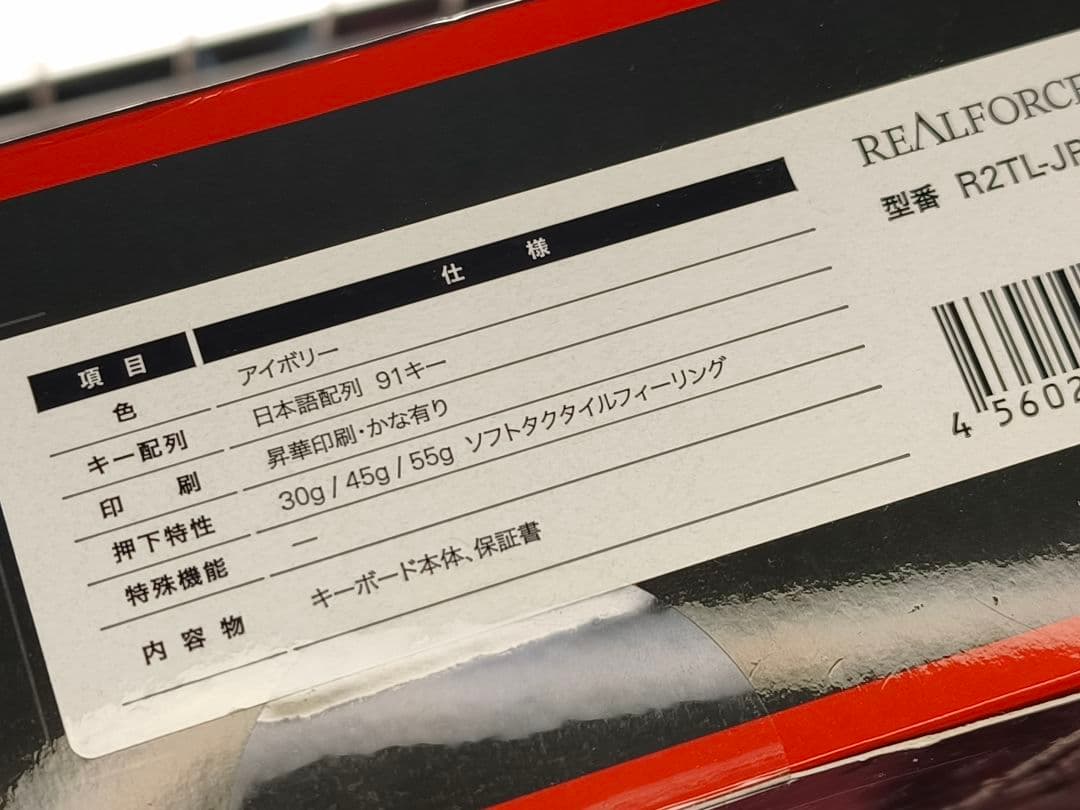 REALFORCE
型番 R2TL-JP
項目 仕様
色 アイボリー
キー配列 日本語配列 91キー
印刷 昇華印刷・かな有り
押下特性 30g / 45g / 55g ソフトタクタイルフィーリング
特殊機能 —
内容物 キーボード本体、保証書
4 5602